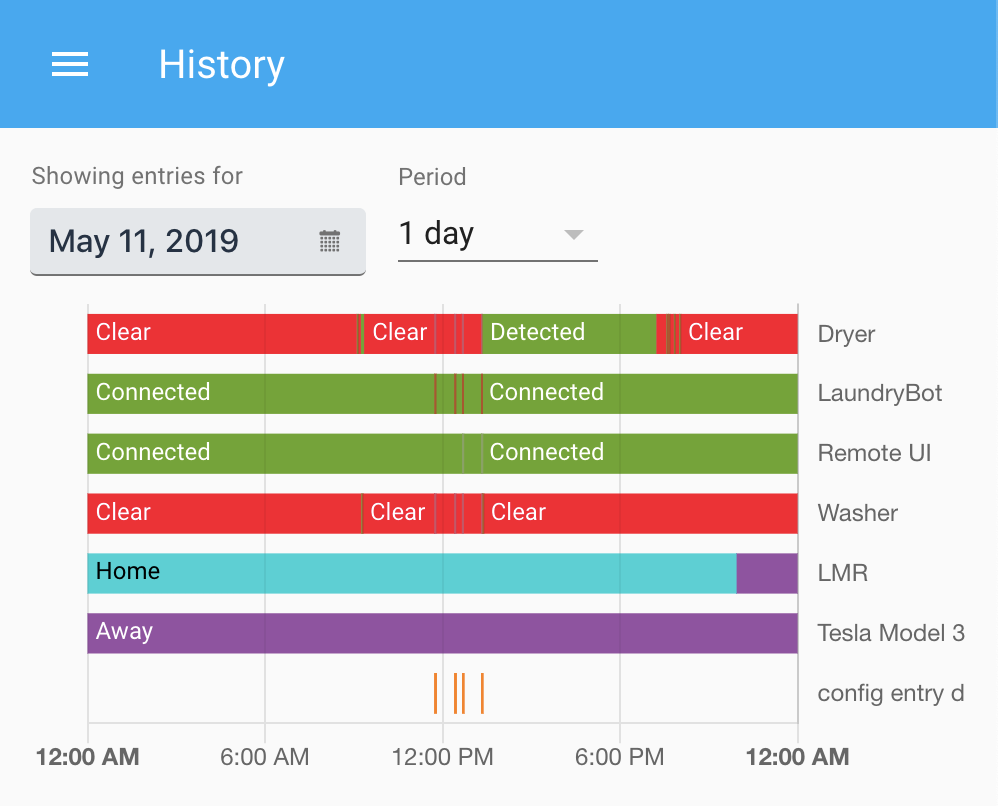 History
Showing entries for
Period
May 11, 2019
1 day
Clear Clear Detected Clear Dryer
Connected Connected LaundryBot
Connected Connected Remote UI
Clear Clear Clear Washer
Home LMR
Away Tesla Model 3
config entry d
12:00 AM 6:00 AM 12:00 PM 6:00 PM 12:00 AM